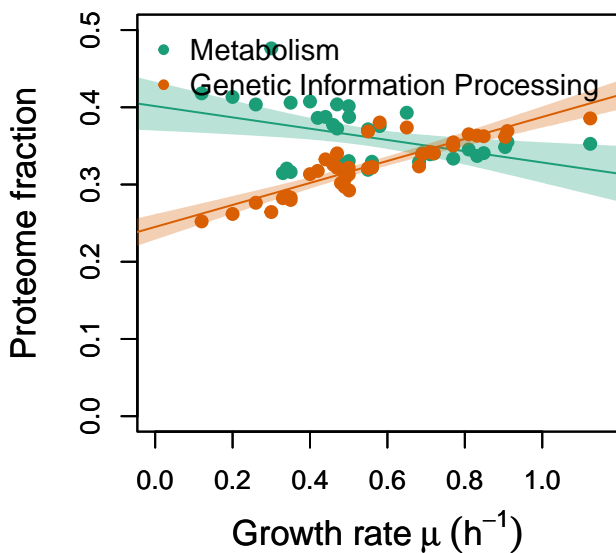 Metabolism
Genetic Information Processing
Proteome fraction
0.5
0.4
0.3
0.2
0.1
0.0
0.0 0.2 0.4 0.6 0.8 1.0
Growth rate μ (h⁻¹)